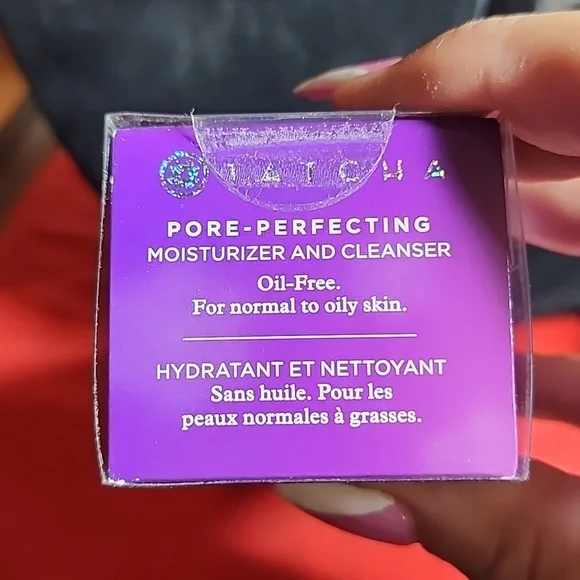 TATCHA
PORE-PERFECTING
MOISTURIZER AND CLEANSER
Oil-Free.
For normal to oily skin.
HYDRATANT ET NETTOYANT
Sans huile. Pour les
peaux normales à grasses.